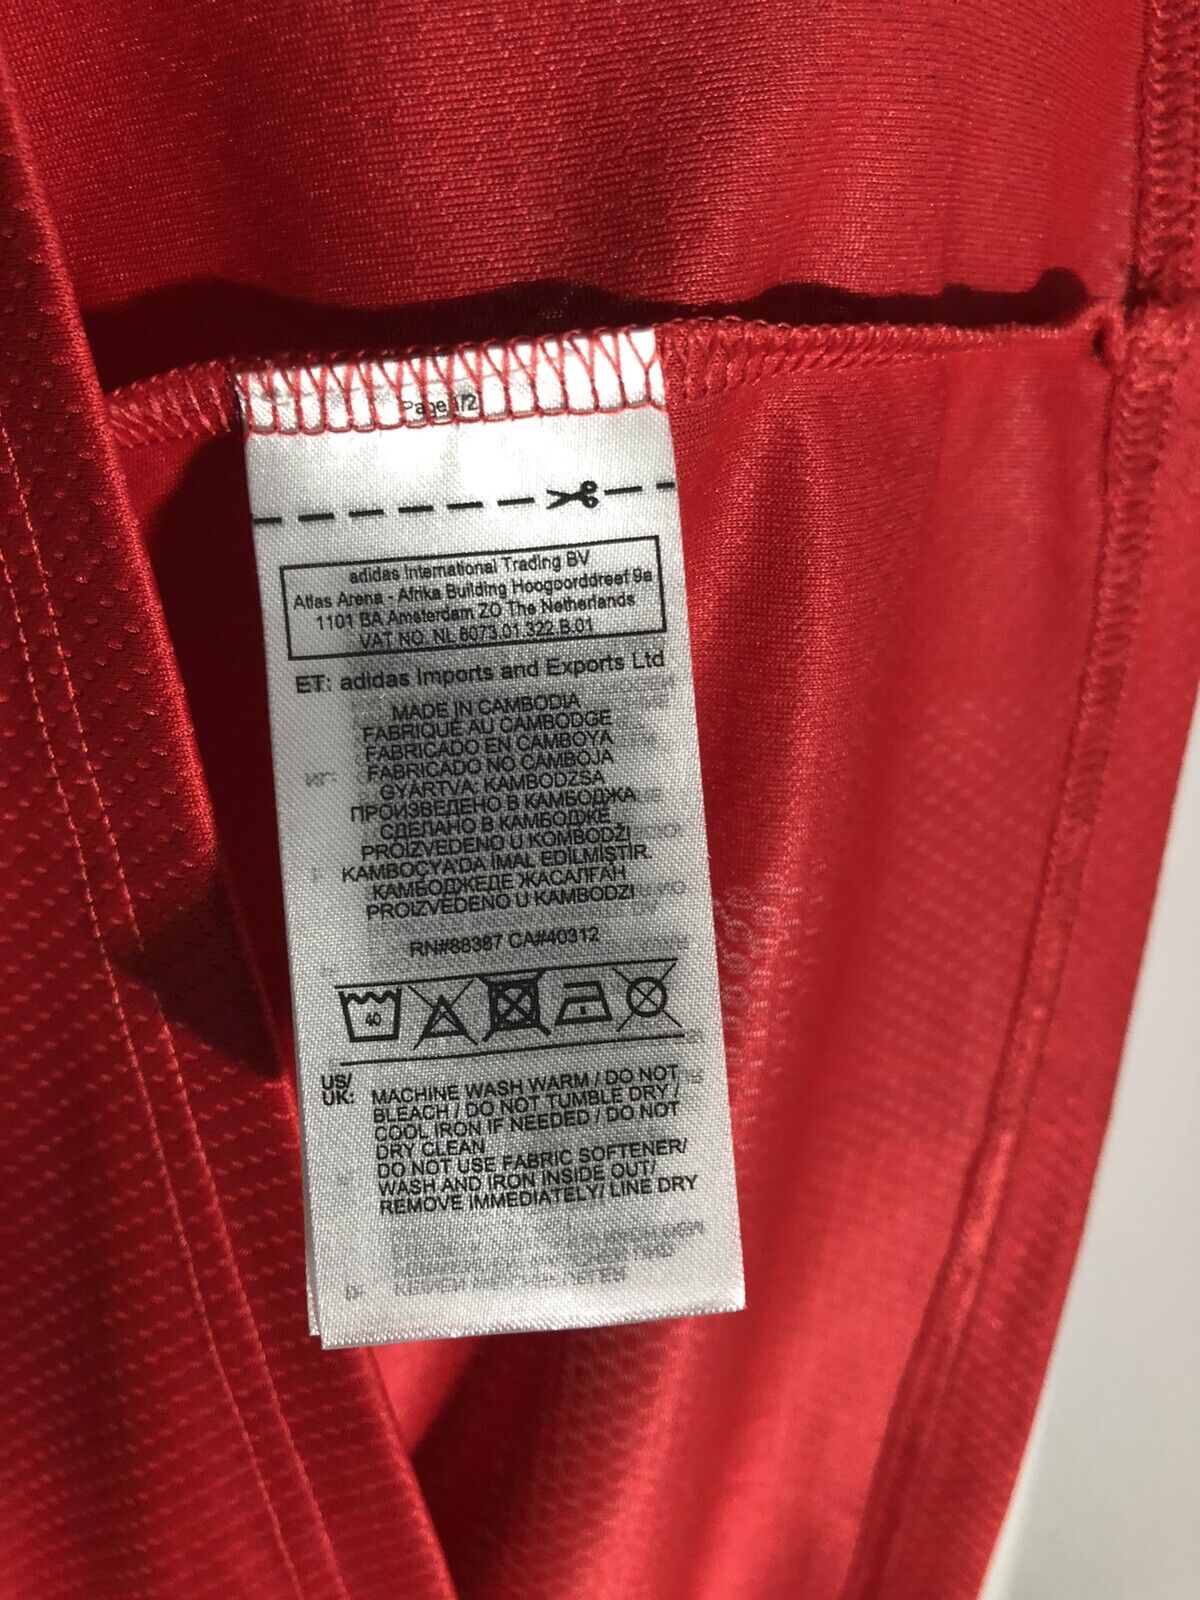 Page 1/2
adidas International Trading BV
Atlas Arena - Afrika Building Hoogoorddreef 9a
1101 BA Amsterdam ZO The Netherlands
VAT NO. NL 8073.01.322.B.01
ET: adidas Imports and Exports Ltd
MADE IN CAMBODIA
FABRIQUE AU CAMBODGE
FABRICADO EN CAMBOYA
FABRICADO NO CAMBOJA
GYÁRTVA: KAMBODZSA
ПРОИЗВЕДЕНО В КАМБОДЖА
СДЕЛАНО В КАМБОДЖЕ
PROIZVEDENO U KOMBODŽI
KAMBOÇYA'DA İMAL EDİLMİŞTİR.
КАМБОДЖЕДЕ ЖАСАЛҒАН
PROIZVEDENO U KAMBODZI
RN#88387 CA#40312
40
US/
UK:
MACHINE WASH WARM / DO NOT
BLEACH / DO NOT TUMBLE DRY /
COOL IRON IF NEEDED / DO NOT
DRY CLEAN
DO NOT USE FABRIC SOFTENER/
WASH AND IRON INSIDE OUT/
REMOVE IMMEDIATELY/ LINE DRY